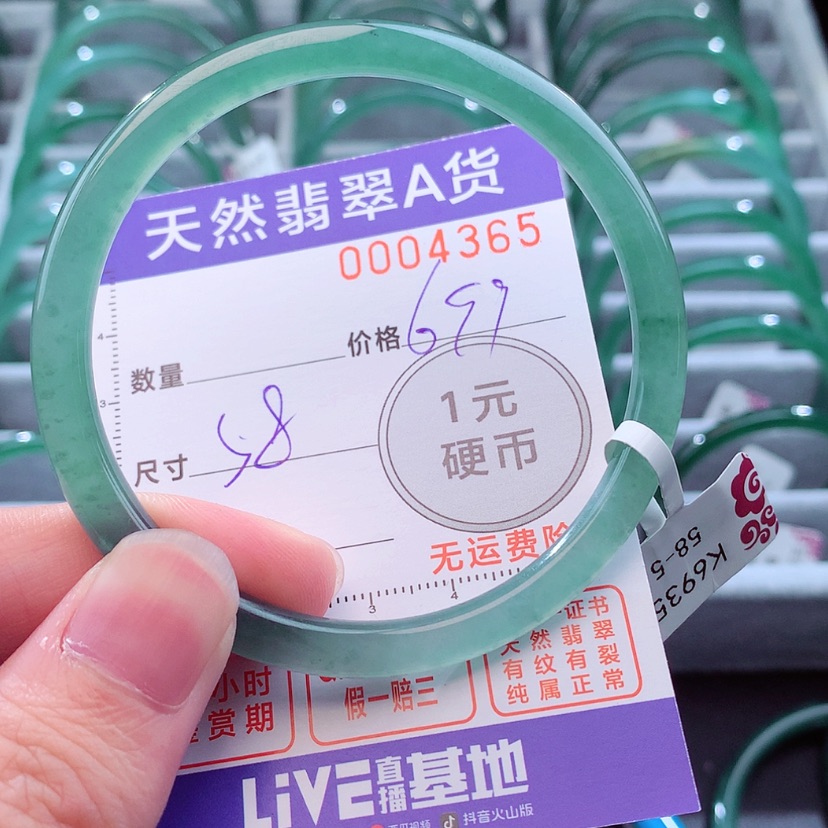 天然翡翠A货
0004365
数量
价格 699
尺寸 58
1元
硬币
无运费险
小时
赏期
假一赔三
证书
天然翡翠
有纹有裂
纯属正常
LiVE直播基地
抖音火山版
K6935
58-5